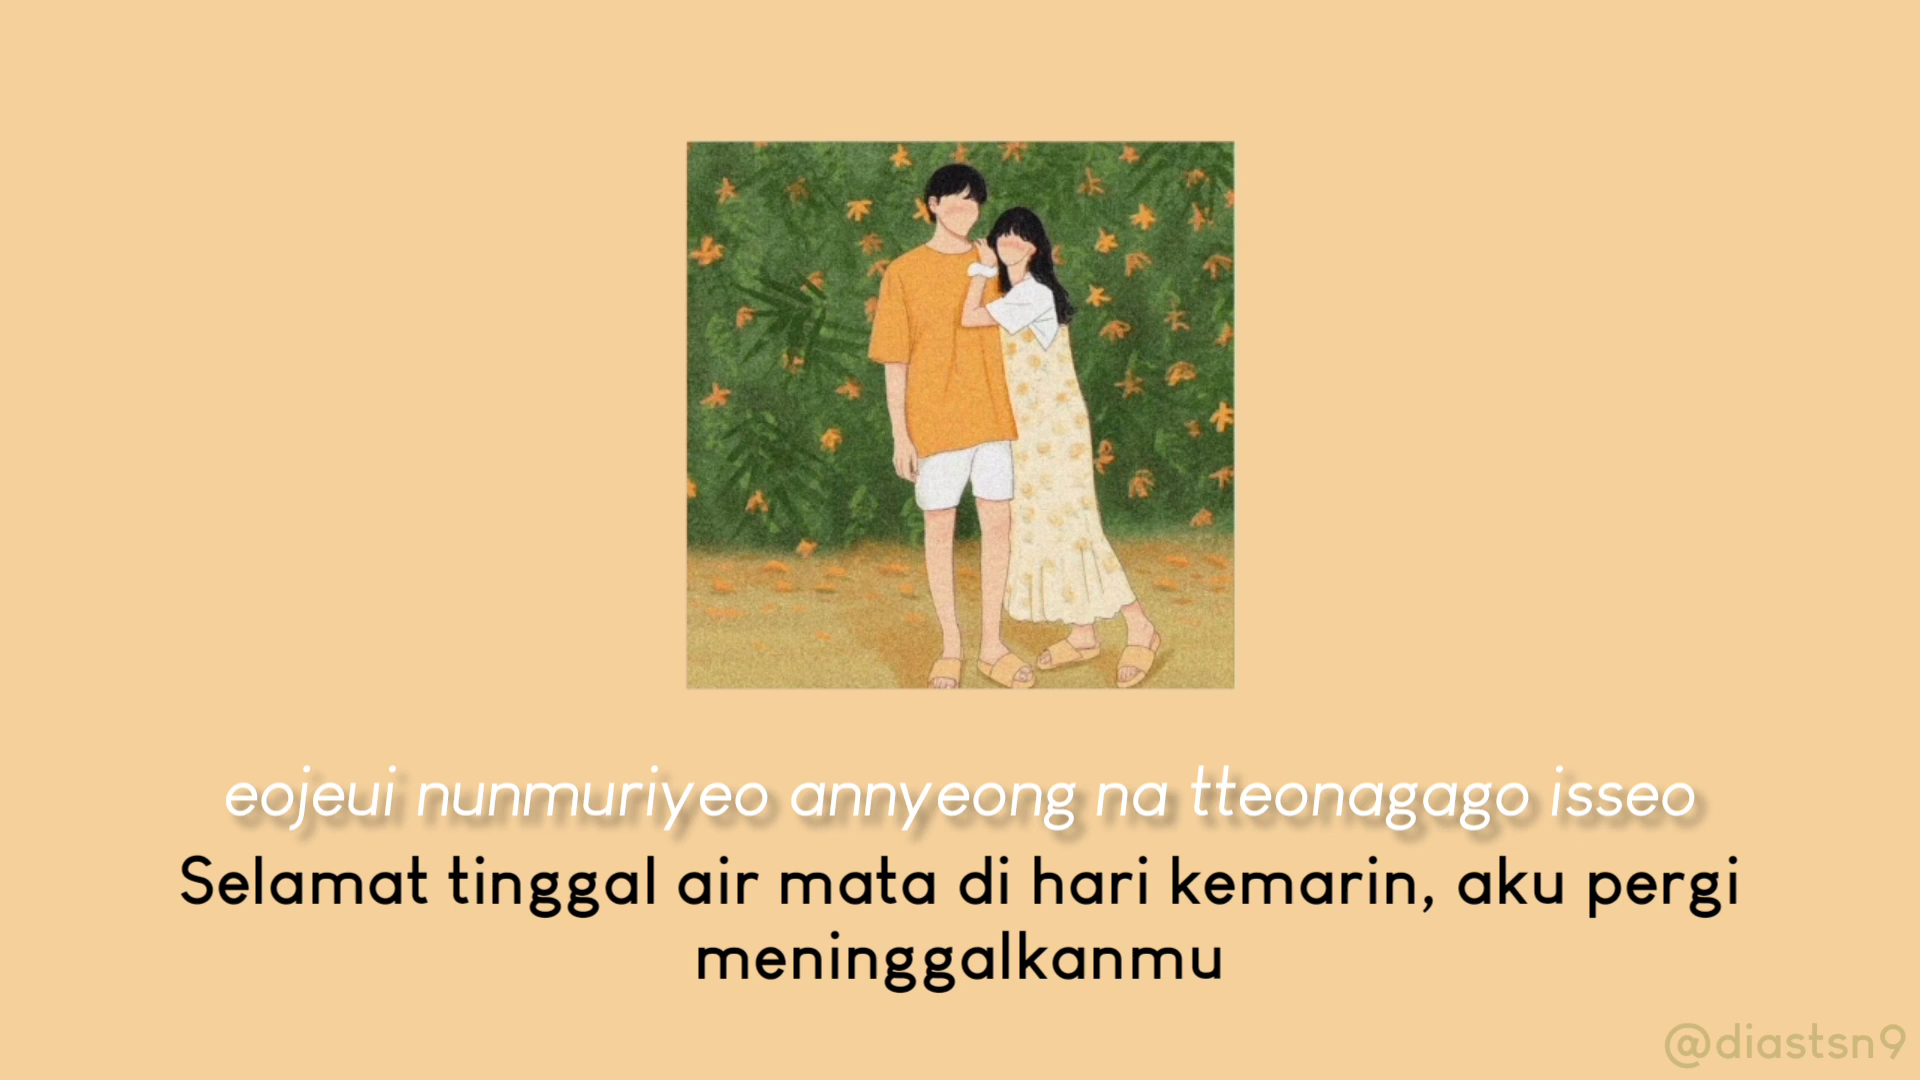 eojeui nunmuriyeo annyeong na tteonagago isseo
Selamat tinggal air mata di hari kemarin, aku pergi
meninggalkanmu
@diastsn9